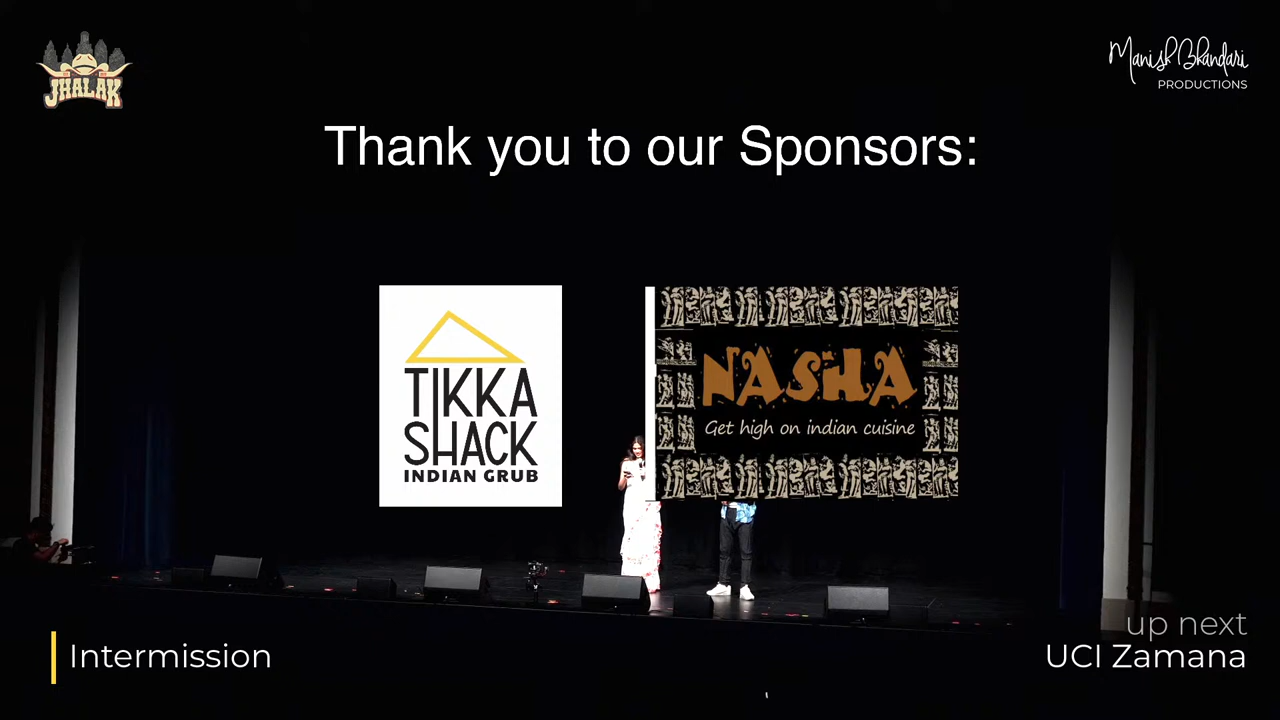 JHALAK
Manish Bhandari
PRODUCTIONS
Thank you to our Sponsors:
TIKKA
SHACK
INDIAN GRUB
NASHA
Get high on indian cuisine
up next
Intermission
UCI Zamana